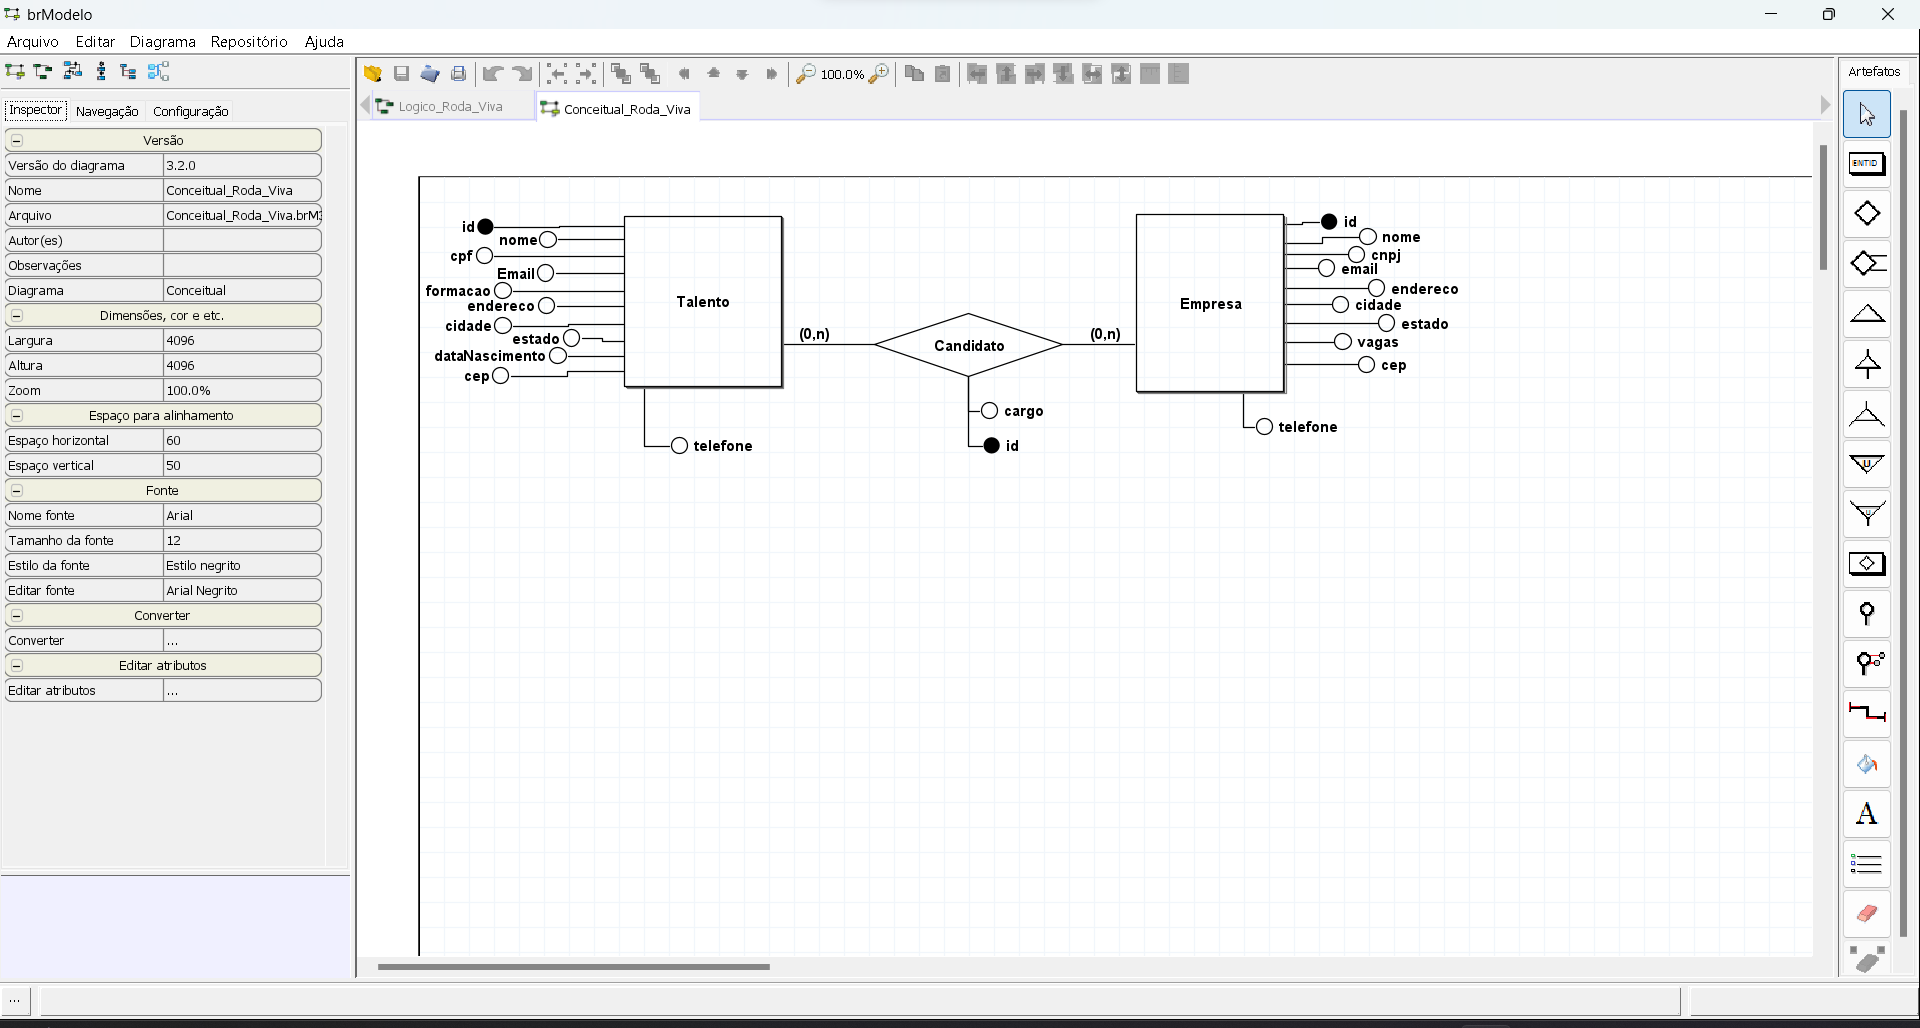 brModelo
Arquivo Editar Diagrama Repositório Ajuda
100.0%
Artefatos
Inspector Navegação Configuração
Logico_Roda_Viva Conceitual_Roda_Viva
Versão
Versão do diagrama 3.2.0
Nome Conceitual_Roda_Viva
Arquivo Conceitual_Roda_Viva.brM3
Autor(es)
Observações
Diagrama Conceitual
Dimensões, cor e etc.
Largura 4096
Altura 4096
Zoom 100.0%
Espaço para alinhamento
Espaço horizontal 60
Espaço vertical 50
Fonte
Nome fonte Arial
Tamanho da fonte 12
Estilo da fonte Estilo negrito
Editar fonte Arial Negrito
Converter
Converter ...
Editar atributos
Editar atributos ...
id
nome
cpf
Email
formacao
endereco
cidade
estado
dataNascimento
cep
Talento
telefone
(0,n)
Candidato
(0,n)
cargo
id
Empresa
id
nome
cnpj
email
endereco
cidade
estado
vagas
cep
telefone
ENTID
U
U
A
...